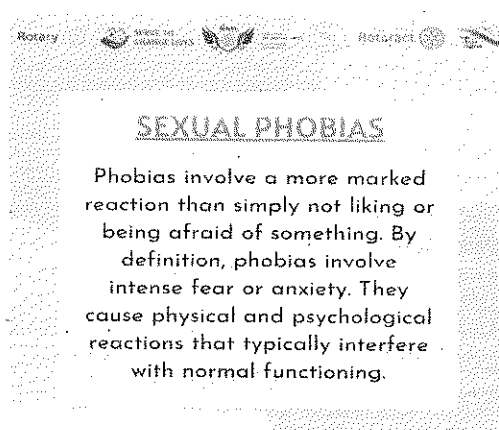 Rotary
Rotaract
SEXUAL PHOBIAS
Phobias involve a more marked
reaction than simply not liking or
being afraid of something. By
definition, phobias involve
intense fear or anxiety. They
cause physical and psychological
reactions that typically interfere
with normal functioning.